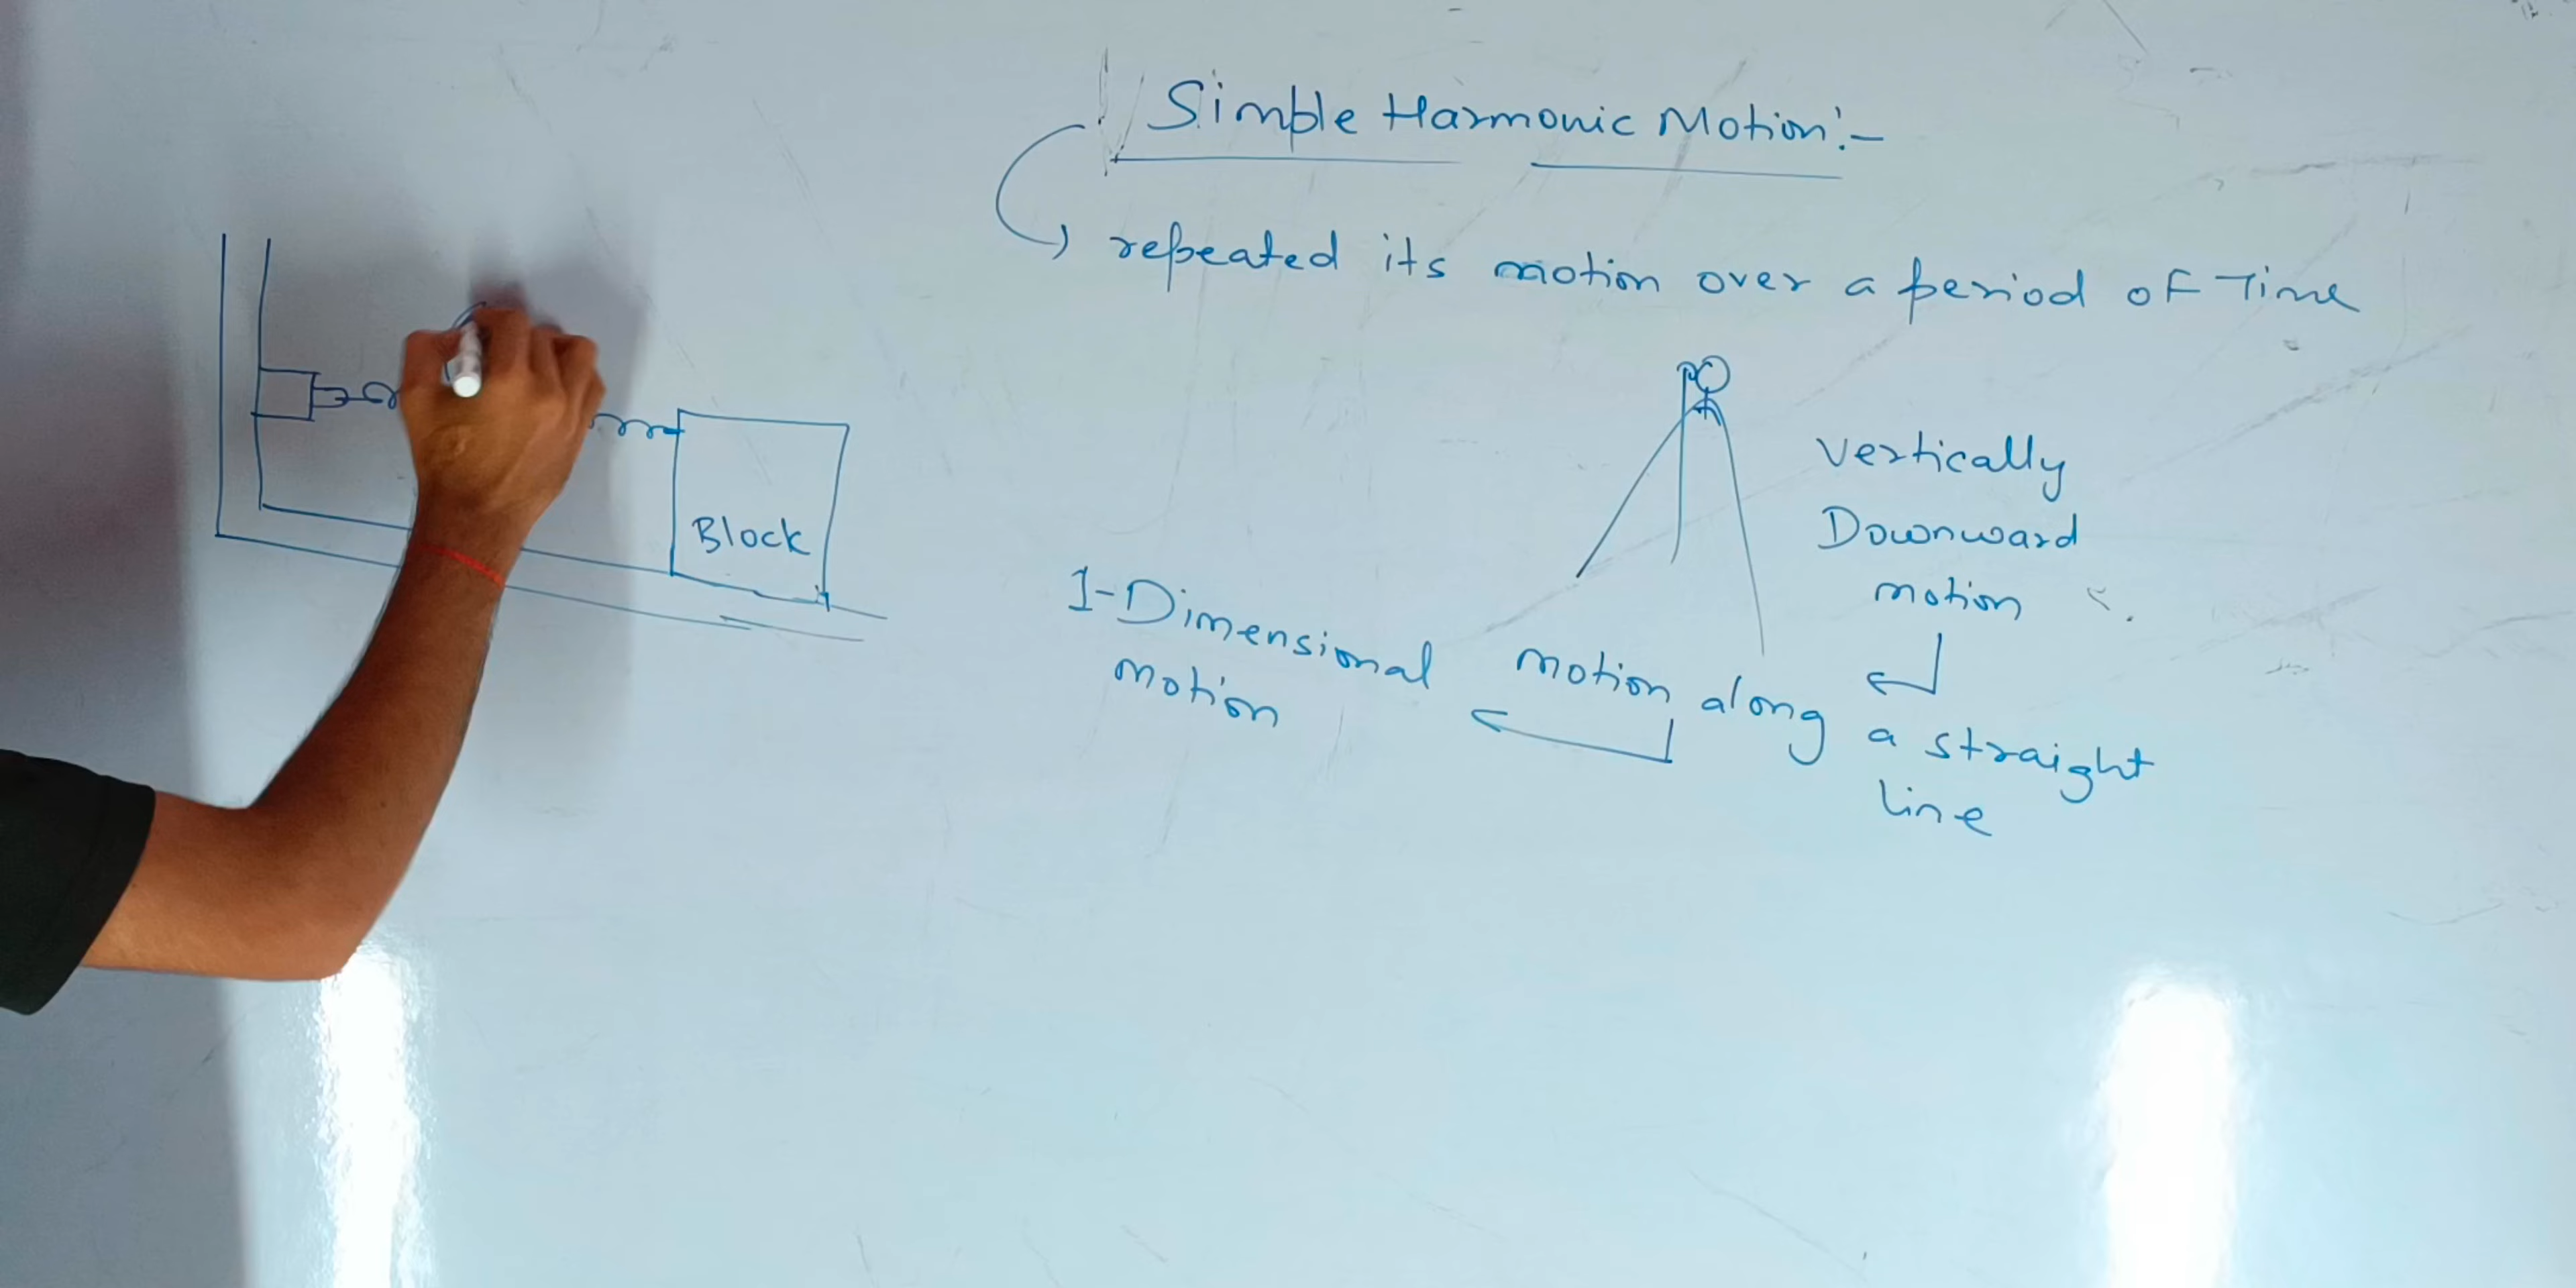 Simple Harmonic Motion:-
repeated its motion over a period of Time
Vertically
Downward
motion
1-Dimensional
motion
motion along a straight
line
Block